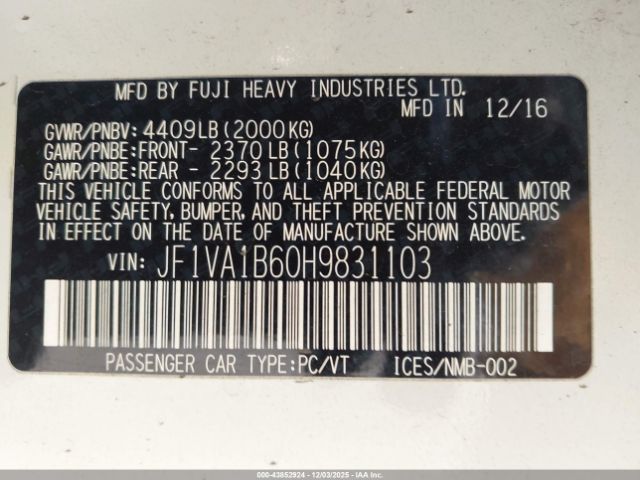 MFD BY FUJI HEAVY INDUSTRIES LTD.
MFD IN 12/16
GVWR/PNBV: 4409LB(2000KG)
GAWR/PNBE:FRONT- 2370LB(1075KG)
GAWR/PNBE:REAR - 2293LB(1040KG)
THIS VEHICLE CONFORMS TO ALL APPLICABLE FEDERAL MOTOR
VEHICLE SAFETY, BUMPER, AND THEFT PREVENTION STANDARDS
IN EFFECT ON THE DATE OF MANUFACTURE SHOWN ABOVE.
VIN: JF1VA1B60H9831103
PASSENGER CAR TYPE:PC/VT ICES/NMB-002
000-43852924 | 12/03/2025 | COPART